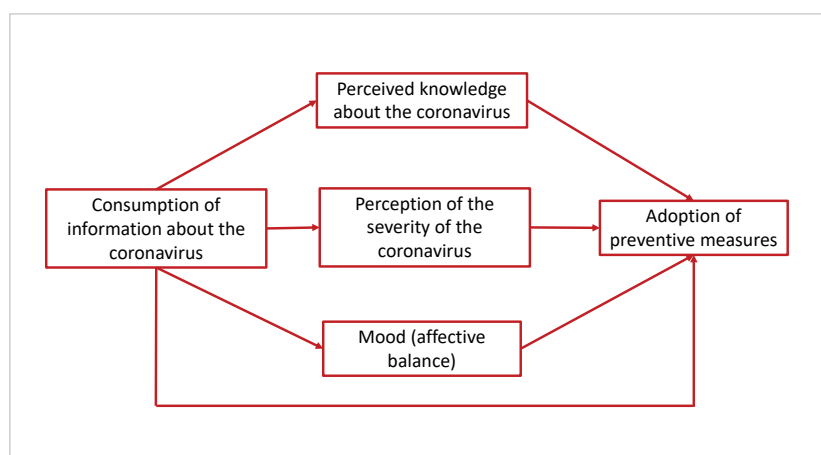 Perceived knowledge
about the coronavirus
Consumption of
information about the
coronavirus
Perception of the
severity of the
coronavirus
Adoption of
preventive measures
Mood (affective
balance)